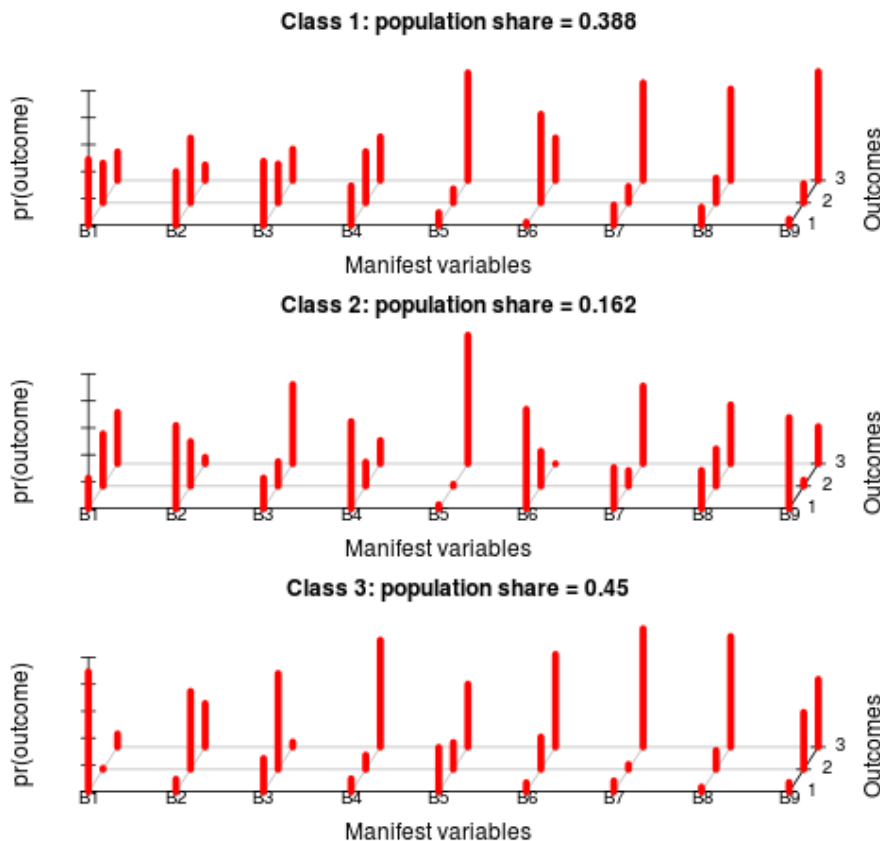 Class 1: population share = 0.388
pr(outcome)
Outcomes
3
2
1
B1 B2 B3 B4 B5 B6 B7 B8 B9
Manifest variables
Class 2: population share = 0.162
pr(outcome)
Outcomes
3
2
1
B1 B2 B3 B4 B5 B6 B7 B8 B9
Manifest variables
Class 3: population share = 0.45
pr(outcome)
Outcomes
3
2
1
B1 B2 B3 B4 B5 B6 B7 B8 B9
Manifest variables